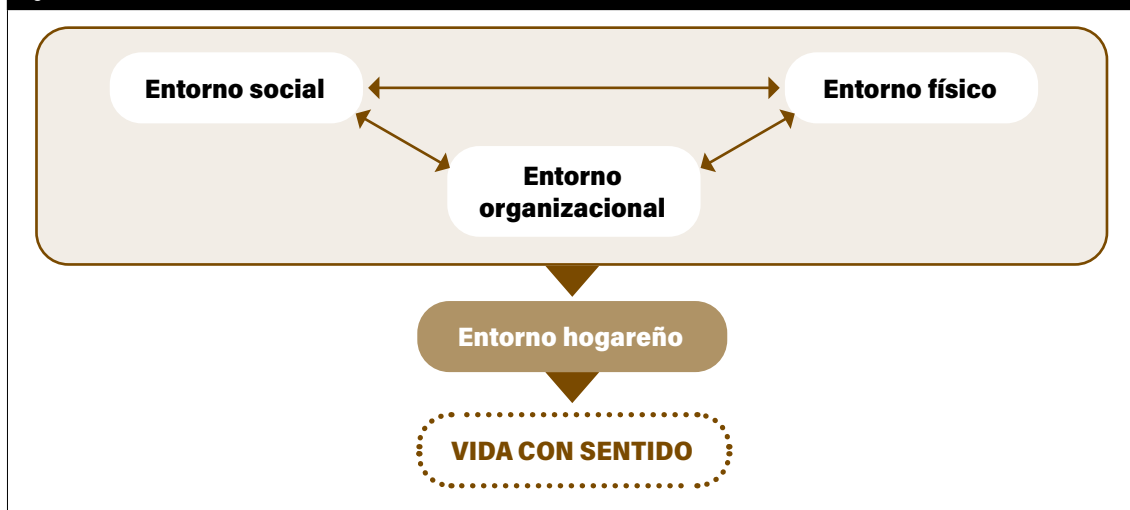 Entorno social
Entorno físico
Entorno
organizacional
Entorno hogareño
VIDA CON SENTIDO